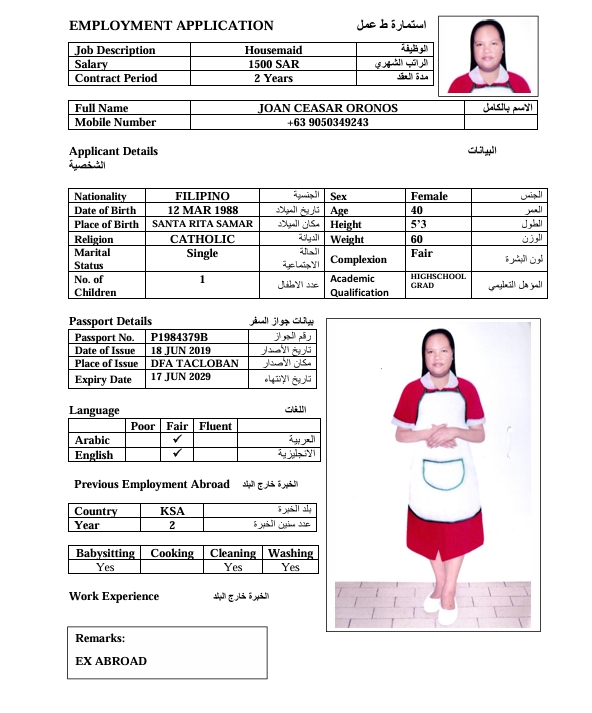 EMPLOYMENT APPLICATION استمارة ط عمل
Job Description Housemaid الوظيفة
Salary 1500 SAR الراتب الشهري
Contract Period 2 Years مدة العقد
Full Name JOAN CEASAR ORONOS الاسم بالكامل
Mobile Number +63 9050349243
Applicant Details البيانات
الشخصية
Nationality FILIPINO الجنسية Sex Female الجنس
Date of Birth 12 MAR 1988 تاريخ الميلاد Age 40 العمر
Place of Birth SANTA RITA SAMAR مكان الميلاد Height 5'3 الطول
Religion CATHOLIC الديانة Weight 60 الوزن
Marital Status Single الحالة الاجتماعية Complexion Fair لون البشرة
No. of Children 1 عدد الاطفال Academic Qualification HIGHSCHOOL GRAD المؤهل التعليمي
Passport Details بيانات جواز السفر
Passport No. P1984379B رقم الجواز
Date of Issue 18 JUN 2019 تاريخ الأصدار
Place of Issue DFA TACLOBAN مكان الأصدار
Expiry Date 17 JUN 2029 تاريخ الإنتهاء
Language اللغات
Poor Fair Fluent
Arabic ✓ العربية
English ✓ الانجليزية
Previous Employment Abroad الخبرة خارج البلد
Country KSA بلد الخبرة
Year 2 عدد سنين الخبرة
Babysitting Cooking Cleaning Washing
Yes Yes Yes
Work Experience الخبرة خارج البلد
Remarks:
EX ABROAD